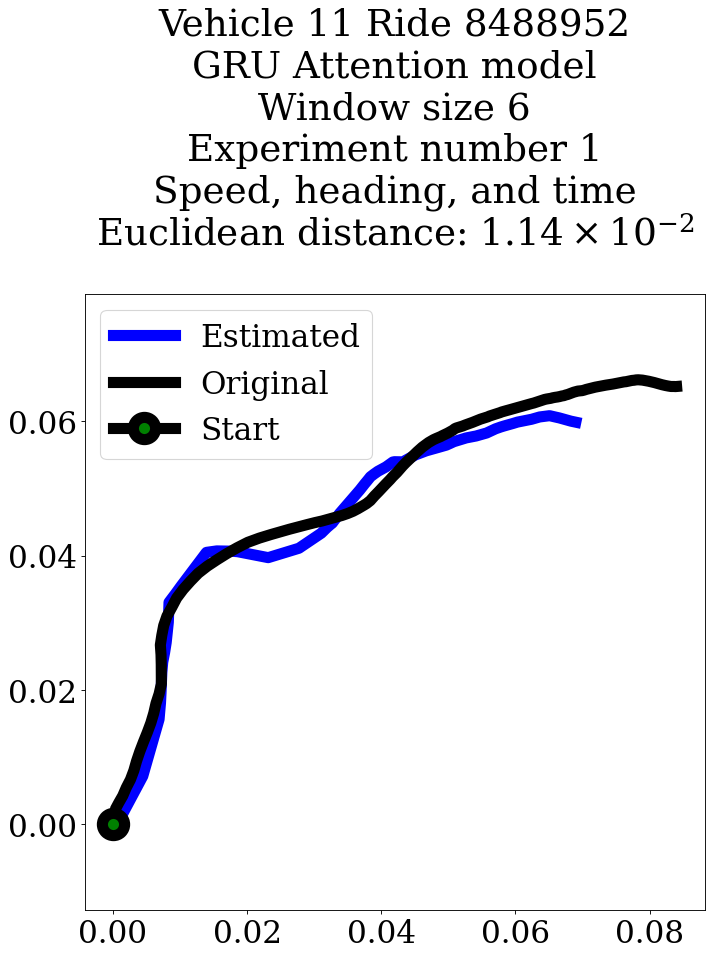 Vehicle 11 Ride 8488952
GRU Attention model
Window size 6
Experiment number 1
Speed, heading, and time
Euclidean distance: 1.14 × 10⁻²
Estimated
Original
Start
0.06
0.04
0.02
0.00
0.00 0.02 0.04 0.06 0.08